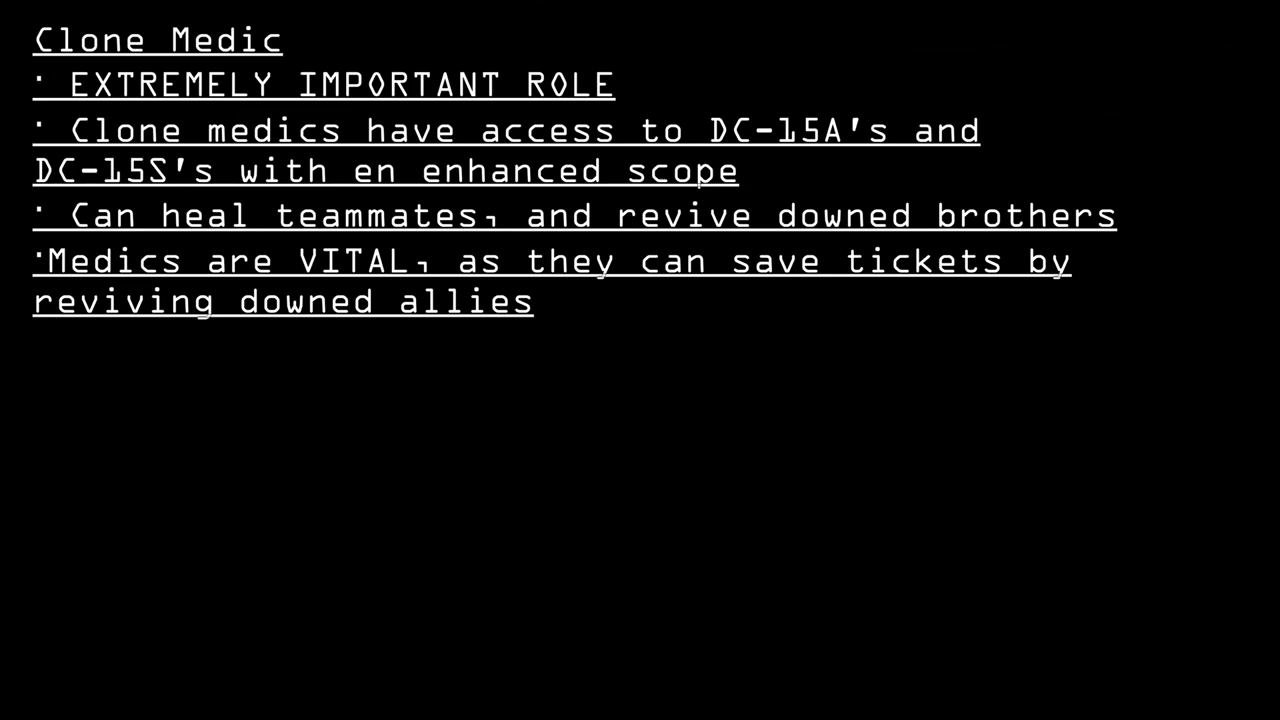 Clone Medic
· EXTREMELY IMPORTANT ROLE
· Clone medics have access to DC-15A's and
DC-15S's with en enhanced scope
· Can heal teammates, and revive downed brothers
·Medics are VITAL, as they can save tickets by
reviving downed allies